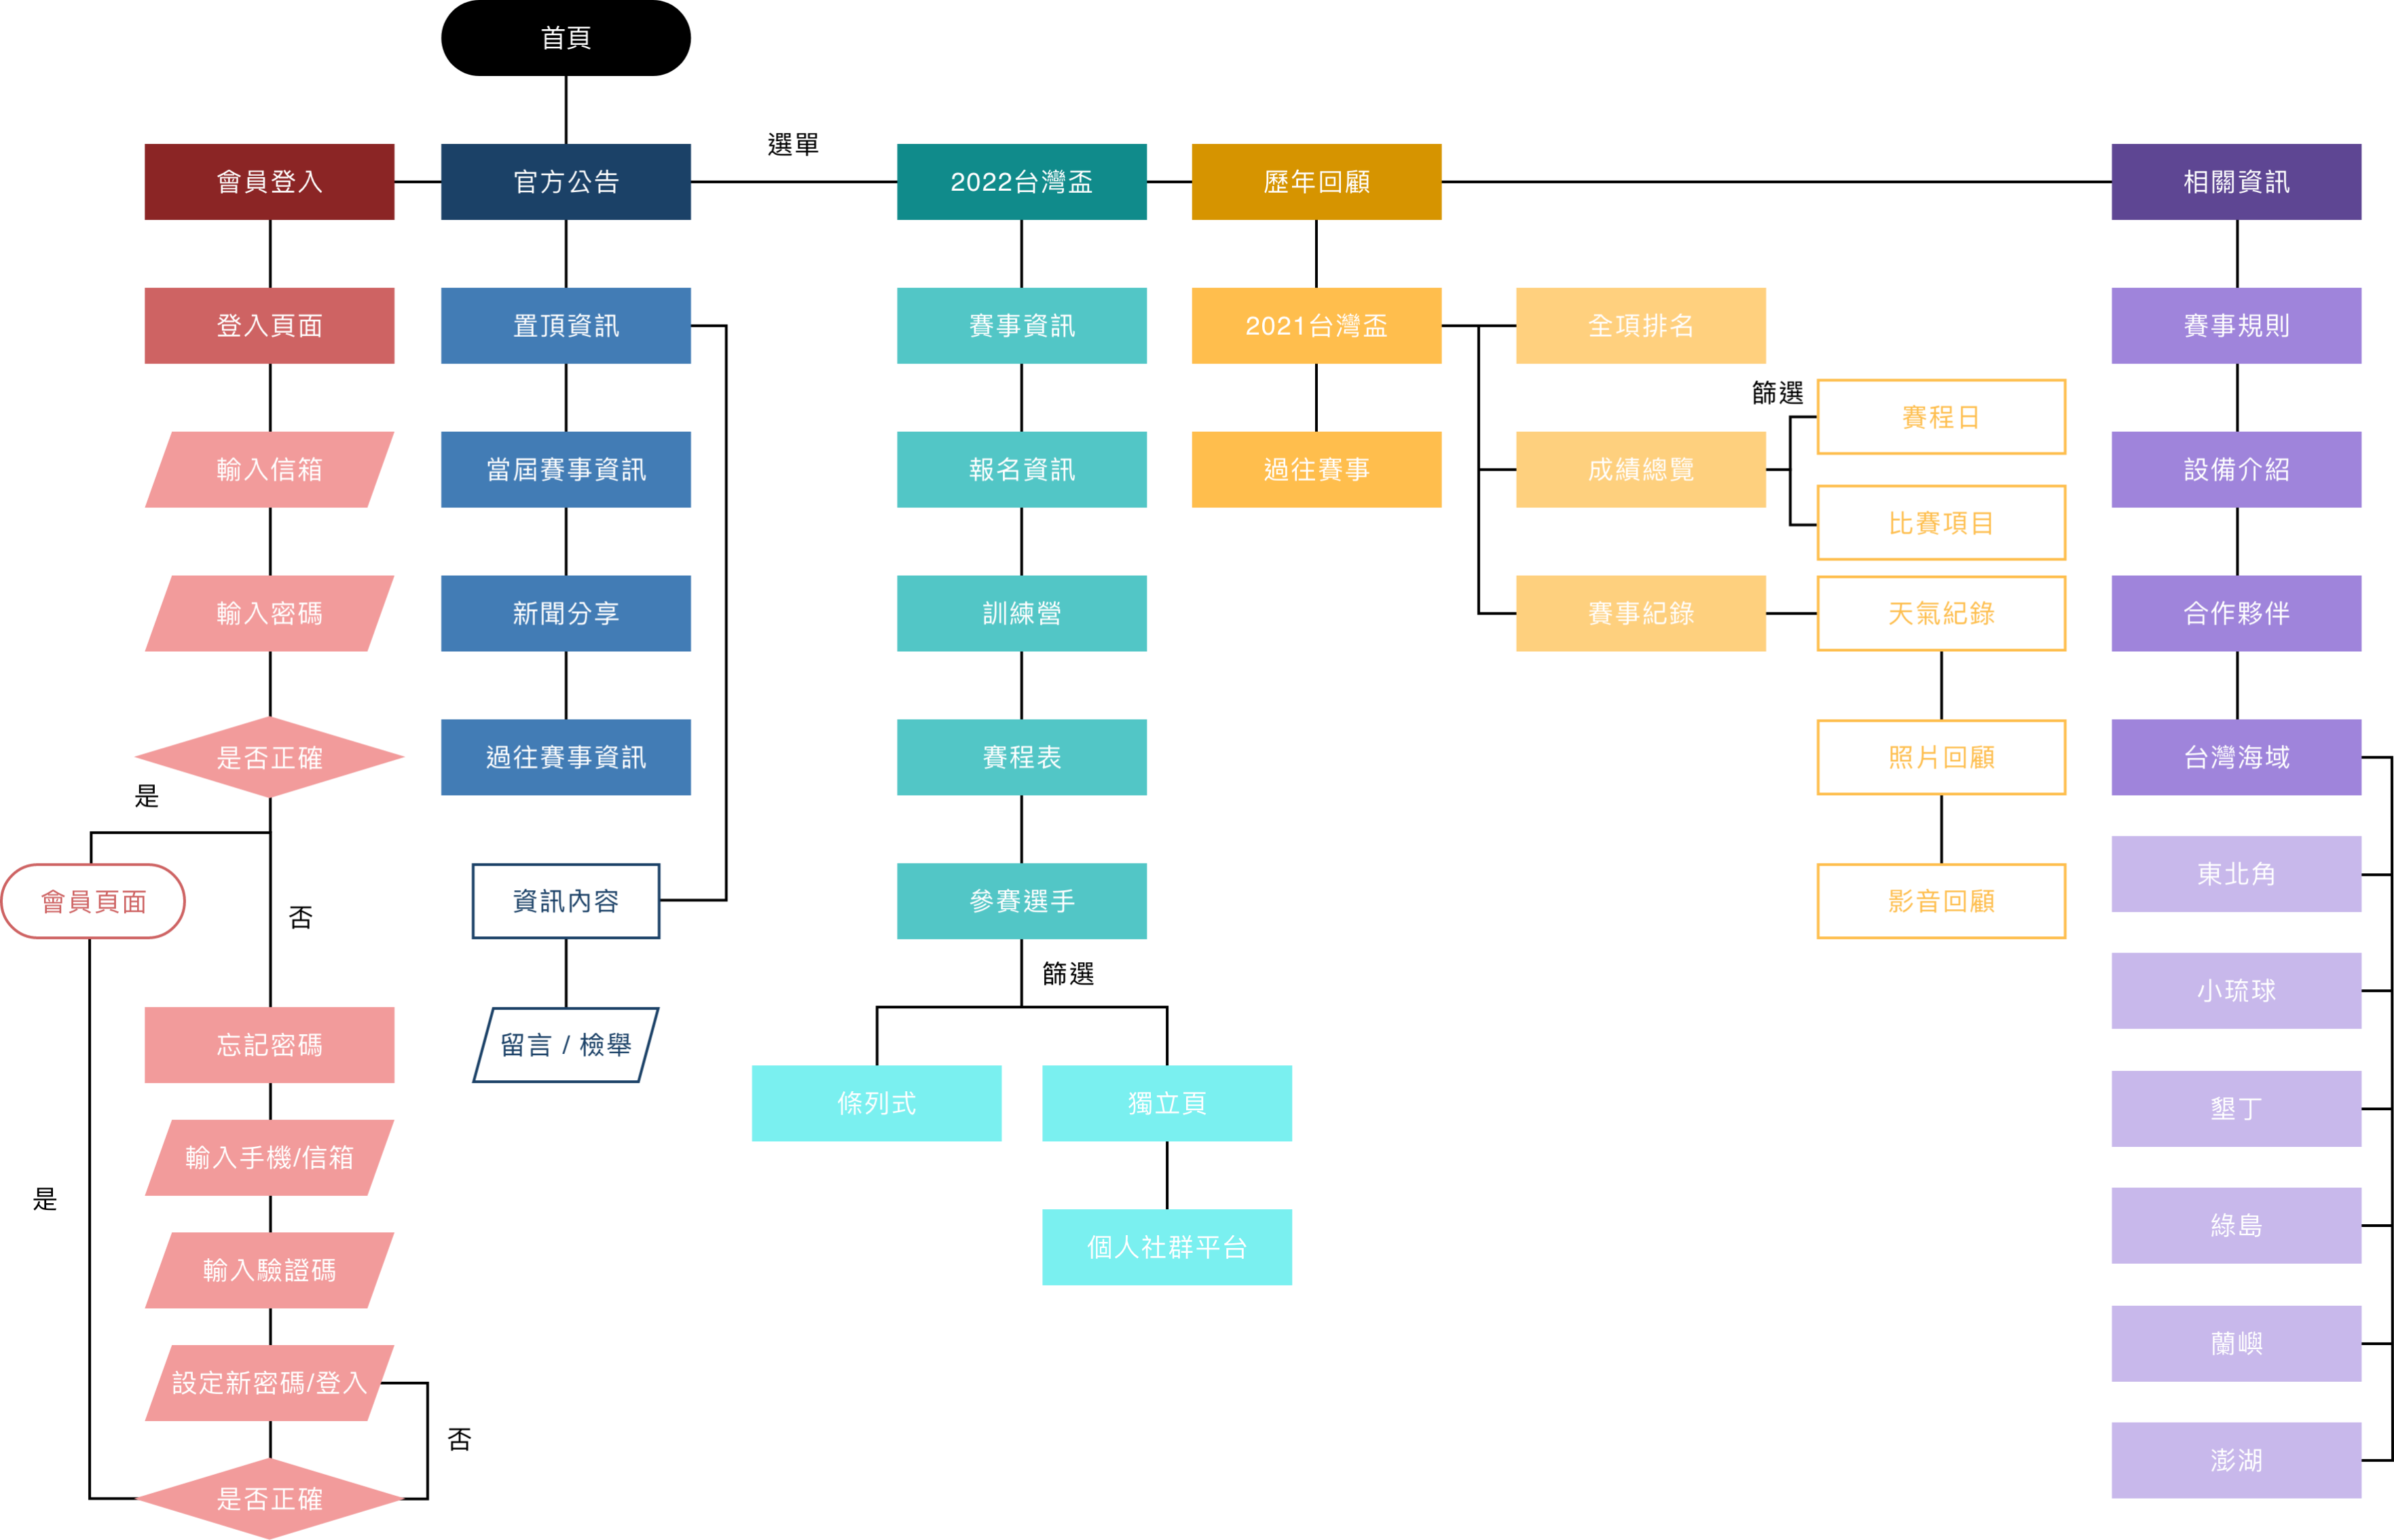 首頁
選單
會員登入
官方公告
2022台灣盃
歷年回顧
相關資訊
登入頁面
置頂資訊
賽事資訊
2021台灣盃
全項排名
賽事規則
篩選
賽程日
輸入信箱
當屆賽事資訊
報名資訊
過往賽事
成績總覽
設備介紹
比賽項目
輸入密碼
新聞分享
訓練營
賽事紀錄
天氣紀錄
合作夥伴
是否正確
過往賽事資訊
賽程表
照片回顧
台灣海域
是
東北角
會員頁面
否
資訊內容
參賽選手
影音回顧
篩選
小琉球
忘記密碼
留言 / 檢舉
條列式
獨立頁
墾丁
輸入手機/信箱
是
綠島
個人社群平台
輸入驗證碼
蘭嶼
設定新密碼/登入
否
澎湖
是否正確